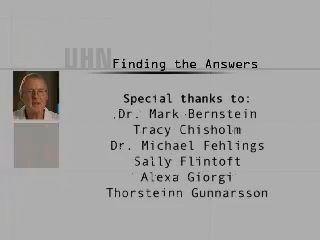 UHN
Finding the Answers
Special thanks to:
Dr. Mark Bernstein
Tracy Chisholm
Dr. Michael Fehlings
Sally Flintoft
Alexa Giorgi
Thorsteinn Gunnarsson